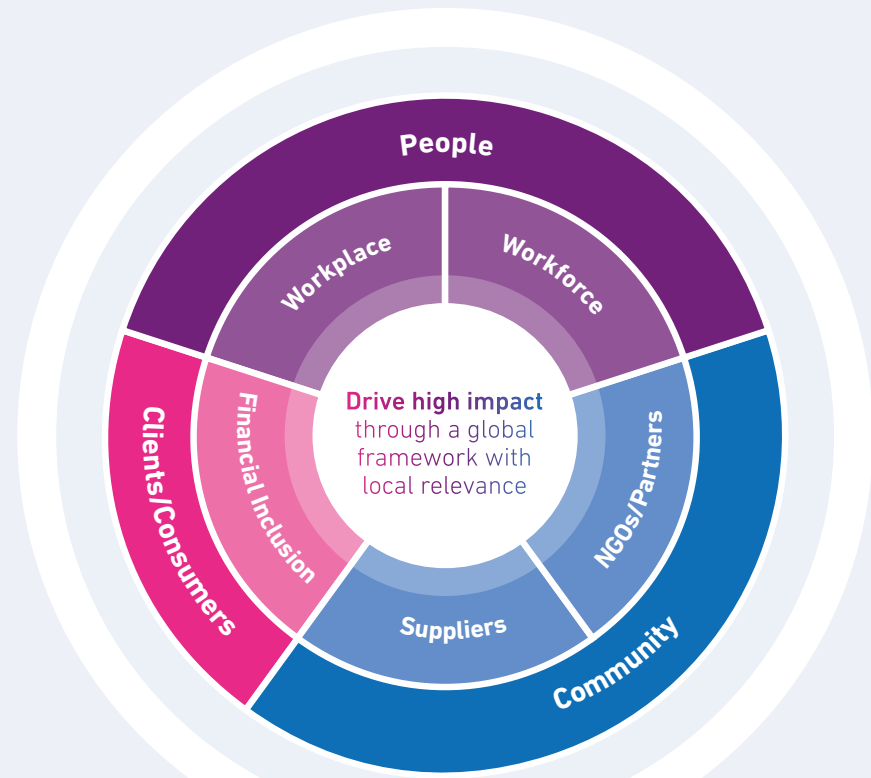 People
Workplace
Workforce
Clients/Consumers
Financial Inclusion
Drive high impact
through a global
framework with
local relevance
NGOs/Partners
Suppliers
Community